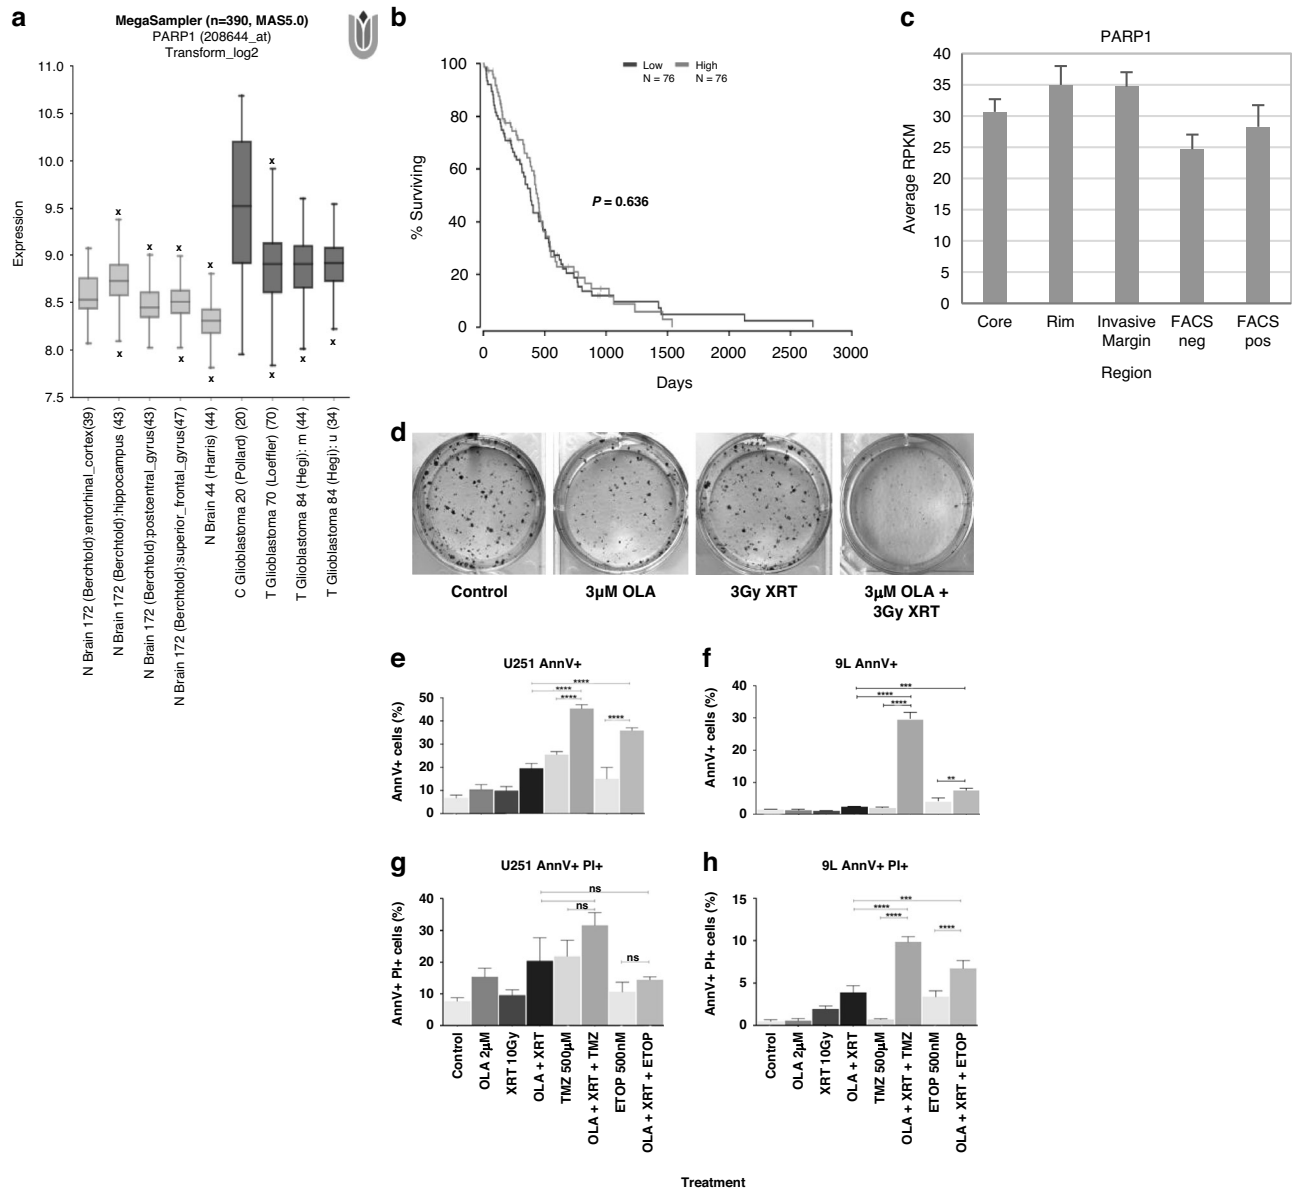 a
MegaSampler (n=390, MAS5.0)
PARP1 (208644_at)
Transform_log2
11.0
10.5
10.0
9.5
9.0
8.5
8.0
7.5
Expression
x
x
x
x
x
x
x
x
x
x
x
x
N Brain 172 (Berchtold):entorhinal_cortex(39)
N Brain 172 (Berchtold):hippocampus (43)
N Brain 172 (Berchtold):postcentral_gyrus(43)
N Brain 172 (Berchtold):superior_frontal_gyrus(47)
N Brain 44 (Harris) (44)
C Glioblastoma 20 (Pollard) (20)
T Glioblastoma 70 (Loeffler) (70)
T Glioblastoma 84 (Hegi): m (44)
T Glioblastoma 84 (Hegi): u (34)
b
100
80
60
40
20
0
% Surviving
Low High
N = 76 N = 76
P = 0.636
0 500 1000 1500 2000 2500 3000
Days
c
PARP1
40
35
30
25
20
15
10
5
0
Average RPKM
Core Rim Invasive FACS FACS
Margin neg pos
Region
d
Control 3µM OLA 3Gy XRT 3µM OLA +
3Gy XRT
e
U251 AnnV+
AnnV+ cells (%)
50
40
30
20
10
0
****
****
****
****
f
9L AnnV+
AnnV+ cells (%)
40
30
20
10
0
***
****
****
**
g
U251 AnnV+ PI+
AnnV+ PI+ cells (%)
40
30
20
10
0
ns
ns
ns
Control
OLA 2µM
XRT 10Gy
OLA + XRT
TMZ 500µM
OLA + XRT + TMZ
ETOP 500nM
OLA + XRT + ETOP
h
9L AnnV+ PI+
AnnV+ PI+ cells (%)
15
10
5
0
***
****
****
****
Control
OLA 2µM
XRT 10Gy
OLA + XRT
TMZ 500µM
OLA + XRT + TMZ
ETOP 500nM
OLA + XRT + ETOP
Treatment